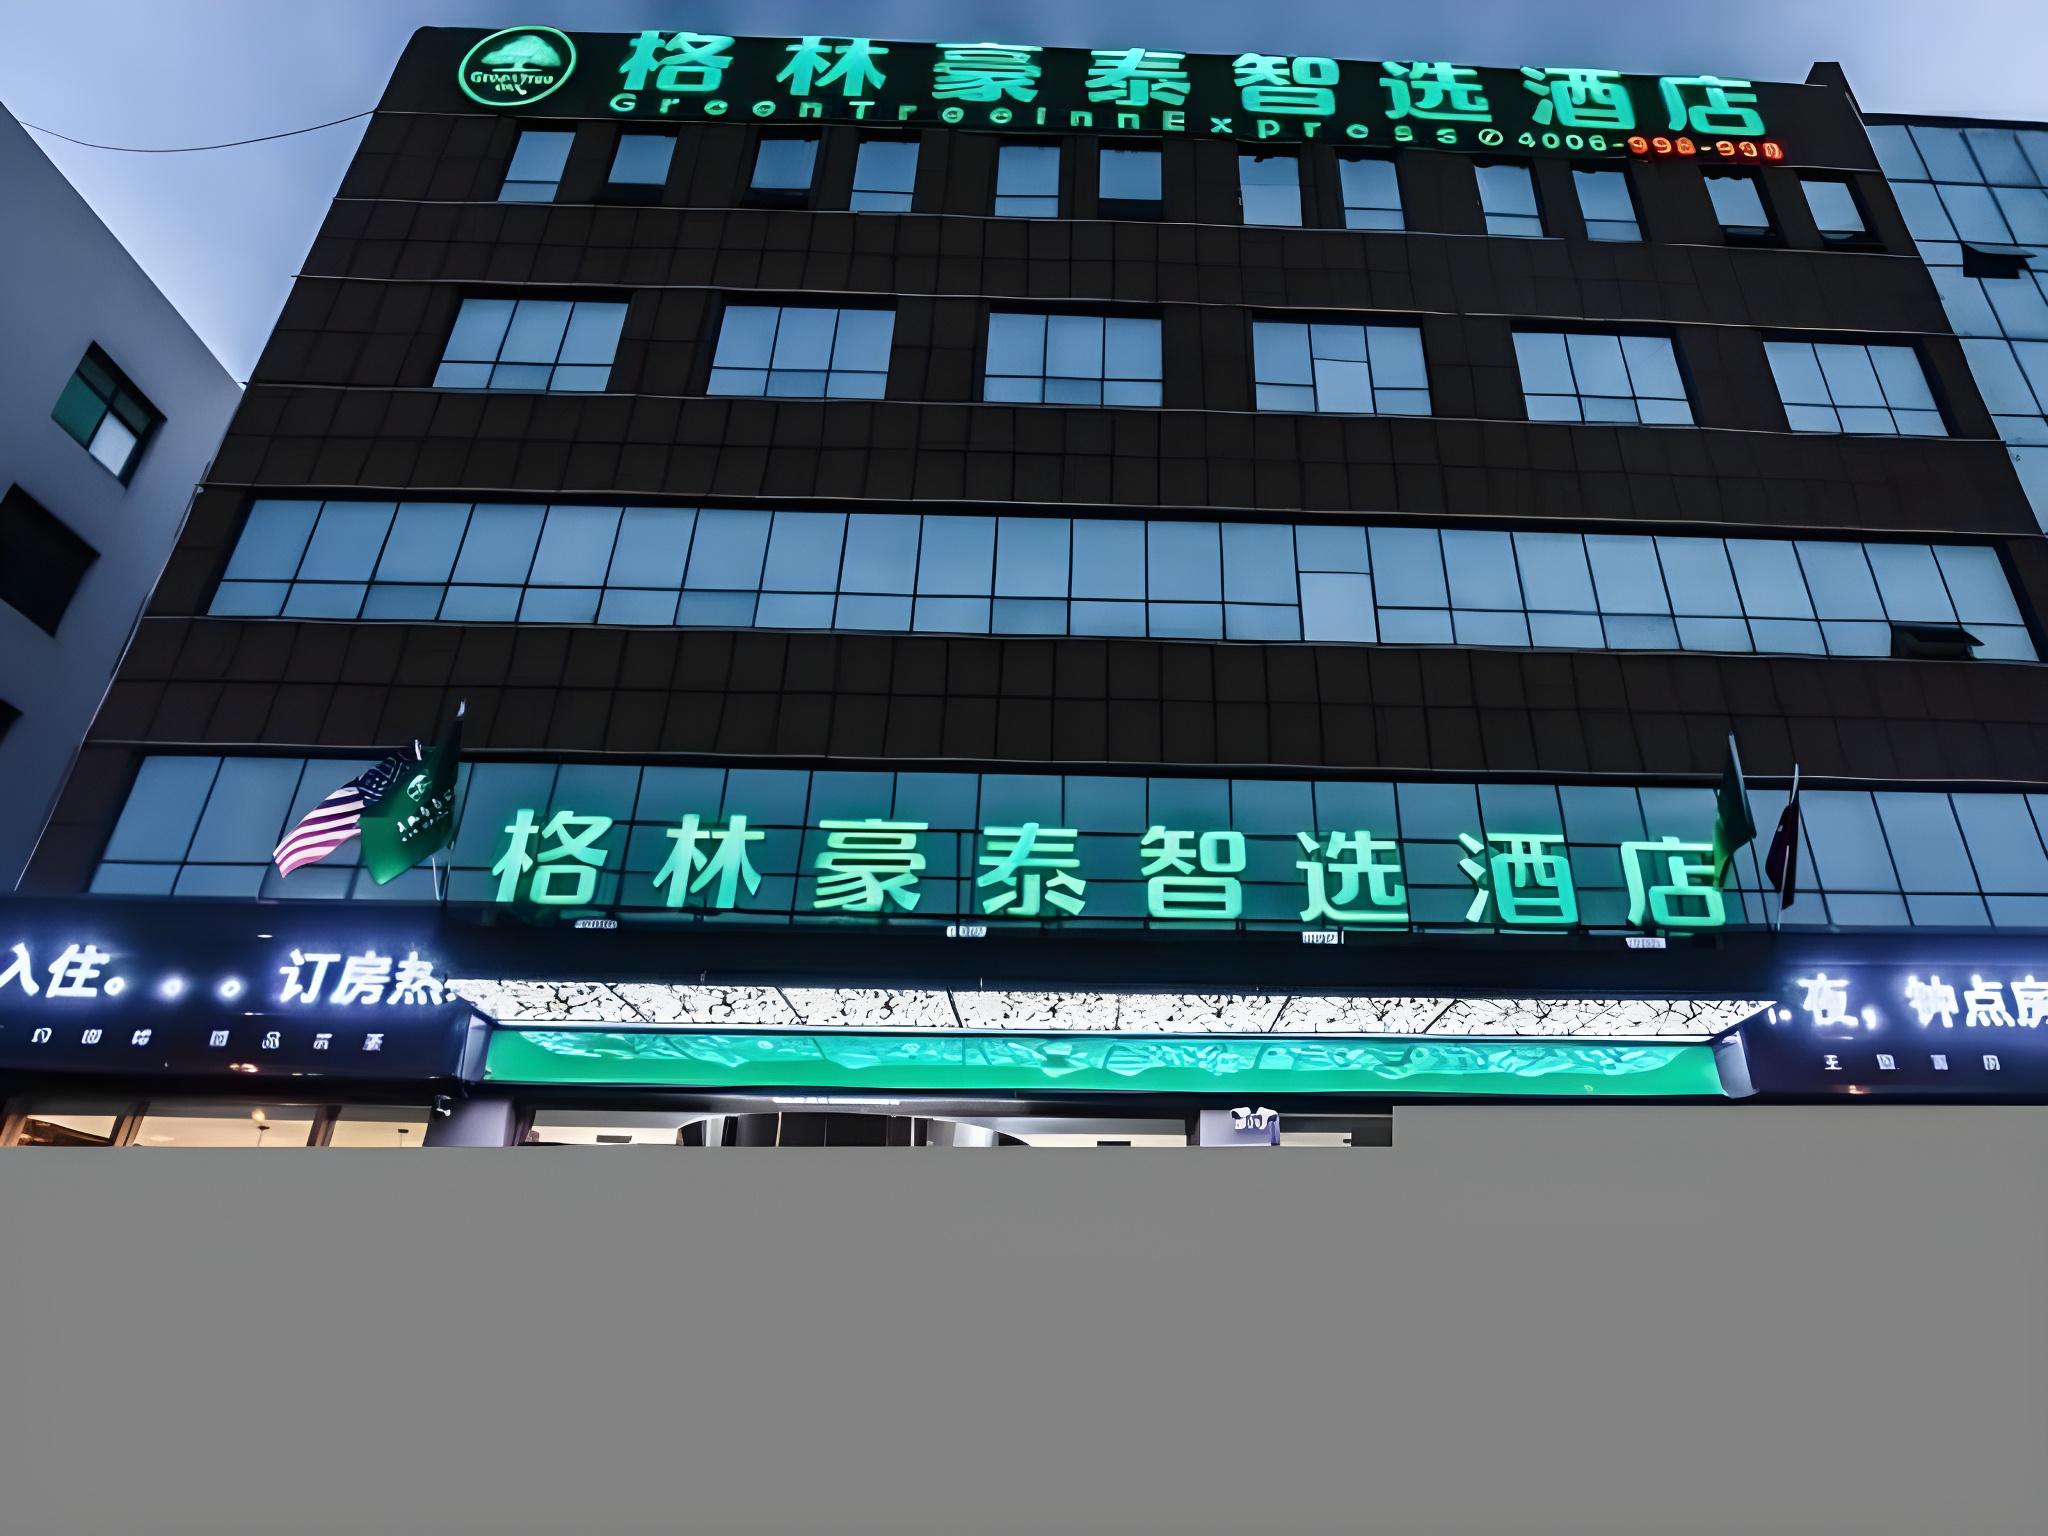 格林豪泰智选酒店
GreenTreeInnExpress 4006-998-998
格林豪泰智选酒店
入住。。。订房热
夜，钟点房